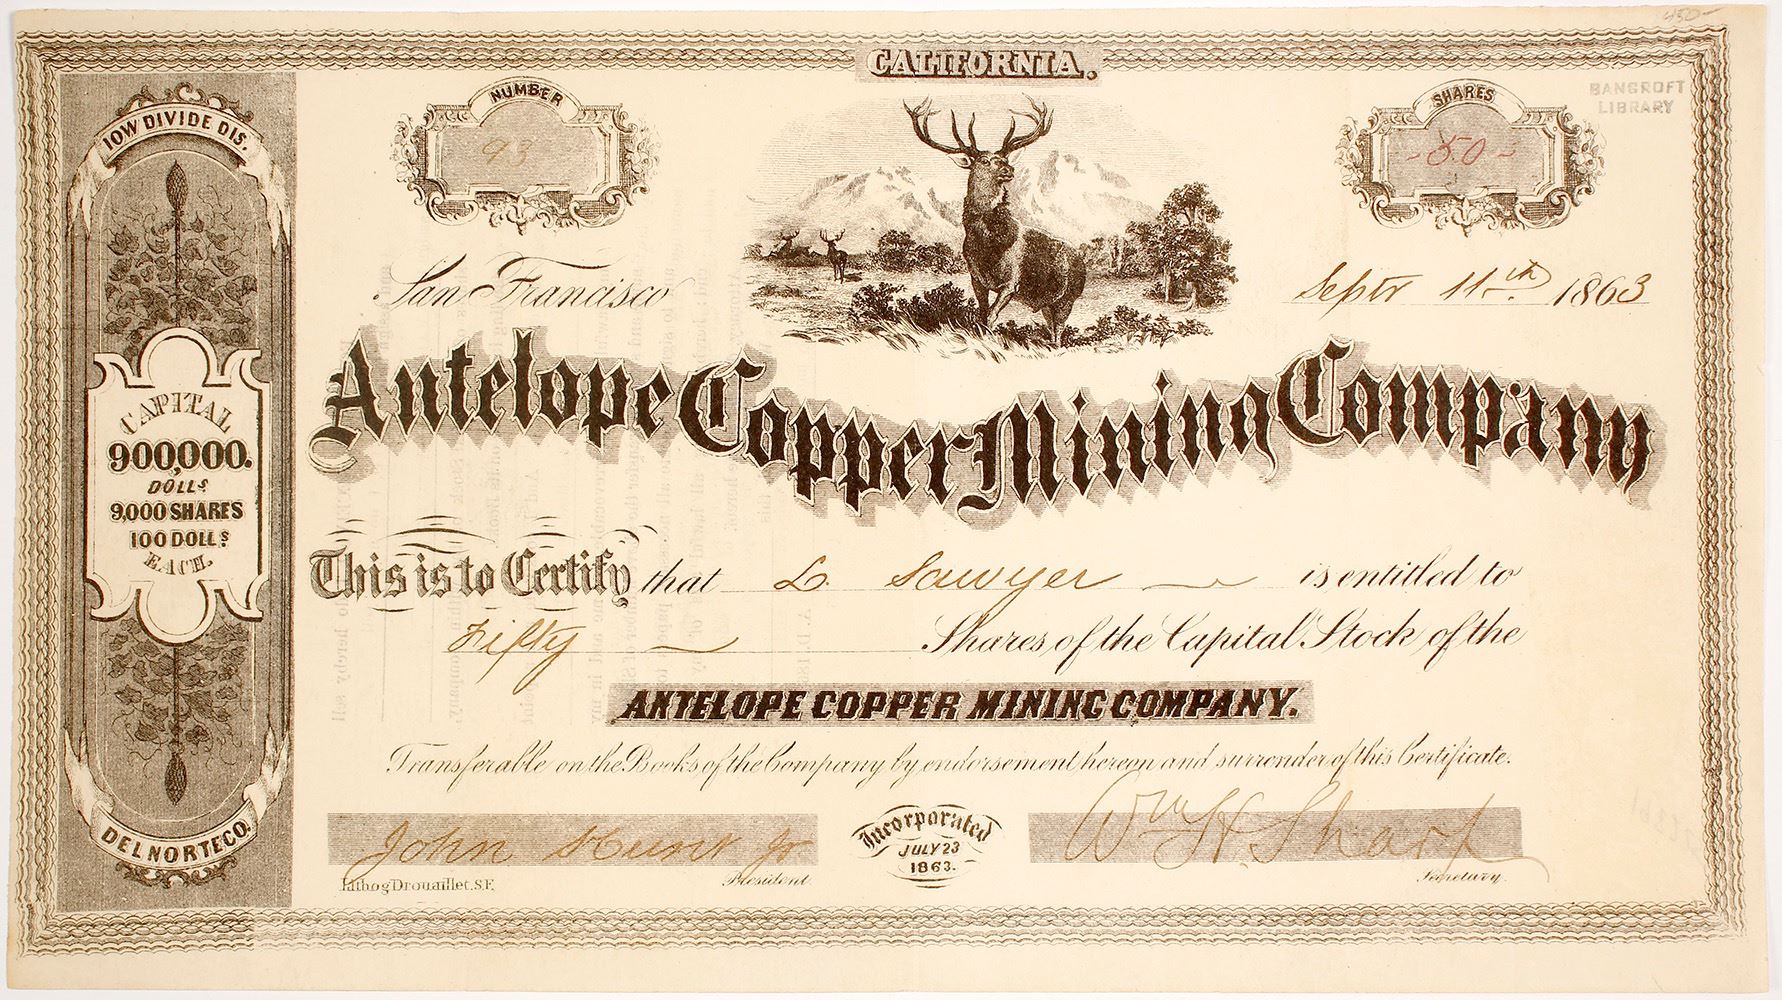 450-
CALIFORNIA.
BANCROFT
LIBRARY
NUMBER
93
SHARES
- 50 -
LOW DIVIDE DIS.
San Francisco
Septr 11th 1863
Antelope Copper Mining Company
CAPITAL
900,000.
DOLLS
9,000 SHARES
100 DOLLS
EACH.
This is to Certify that L. Sawyer is entitled to
Fifty Shares of the Capital Stock of the
ANTELOPE COPPER MINING COMPANY.
Transferable on the Books of the Company by endorsement hereon and surrender of this Certificate.
DEL NORTE CO.
John Hunt Jr
Incorporated
JULY 23
1863.
Wm H. Sharp
Lithog Drouaillet. S.F.
President.
Secretary.